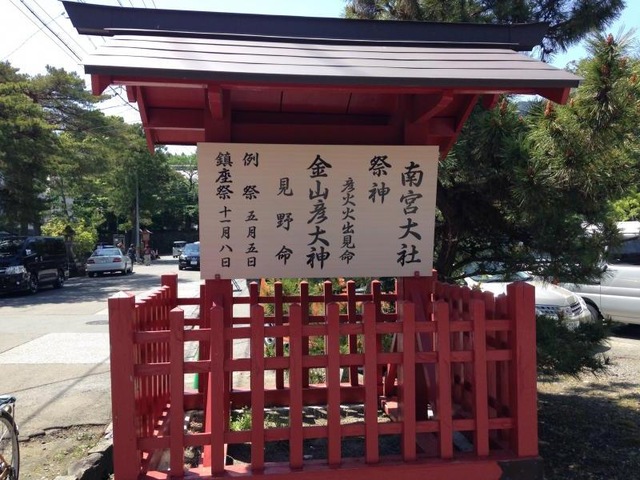 南宮大社
祭神
彦火火出見命
金山彦大神
見野命
例祭 五月五日
鎮座祭 十一月八日